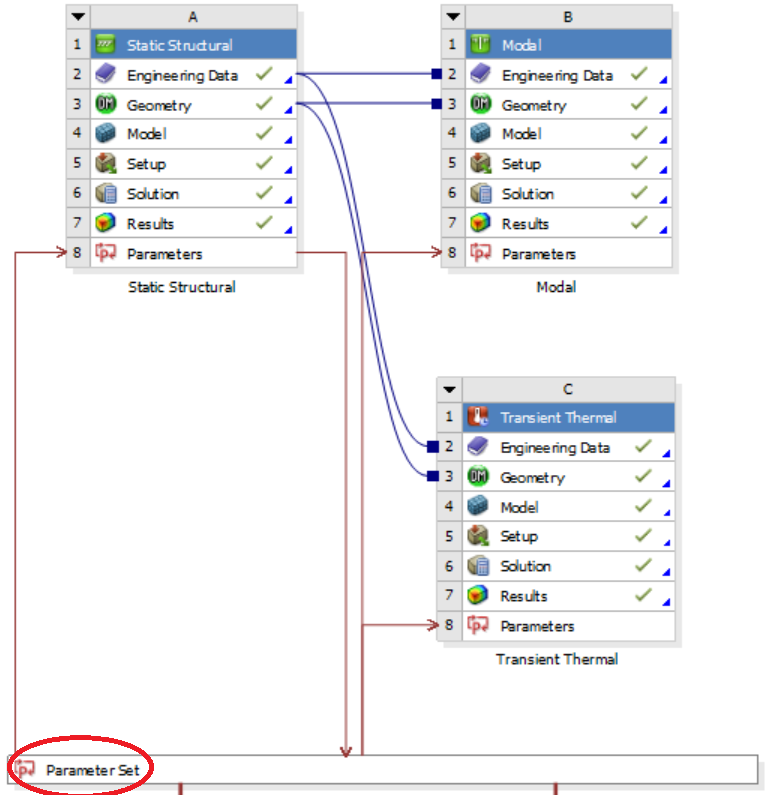 A
1 Static Structural
2 Engineering Data
3 DM Geometry
4 Model
5 Setup
6 Solution
7 Results
8 Parameters
Static Structural
B
1 Modal
2 Engineering Data
3 DM Geometry
4 Model
5 Setup
6 Solution
7 Results
8 Parameters
Modal
C
1 Transient Thermal
2 Engineering Data
3 DM Geometry
4 Model
5 Setup
6 Solution
7 Results
8 Parameters
Transient Thermal
Parameter Set